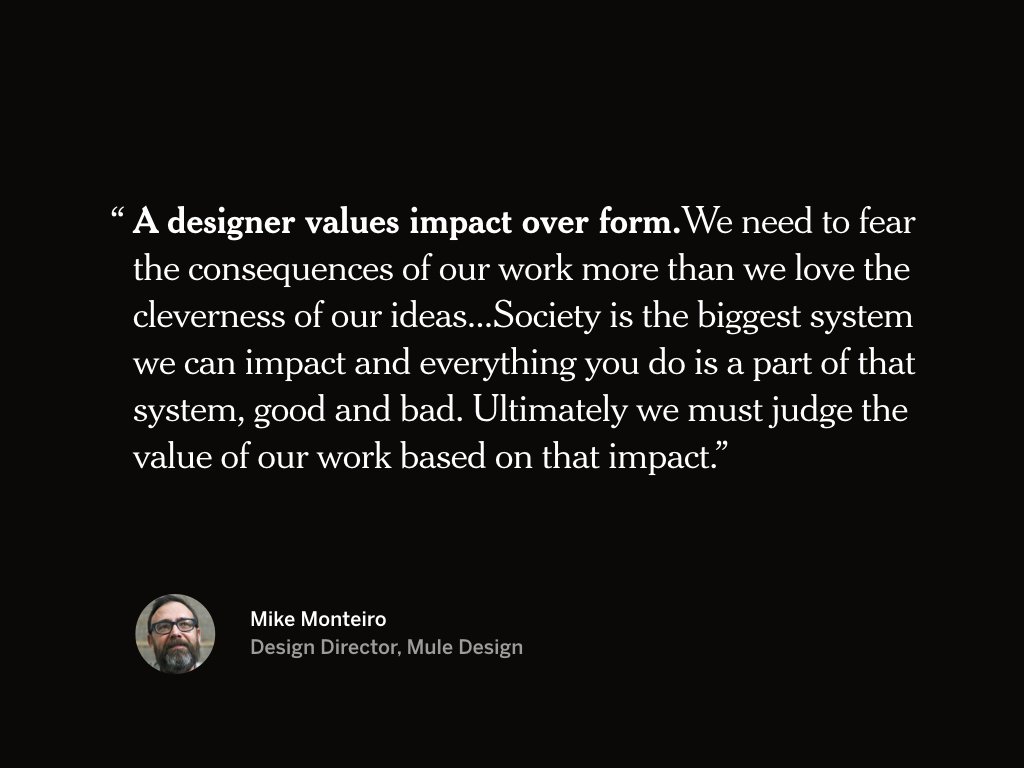 “ A designer values impact over form.We need to fear
the consequences of our work more than we love the
cleverness of our ideas...Society is the biggest system
we can impact and everything you do is a part of that
system, good and bad. Ultimately we must judge the
value of our work based on that impact.”
Mike Monteiro
Design Director, Mule Design